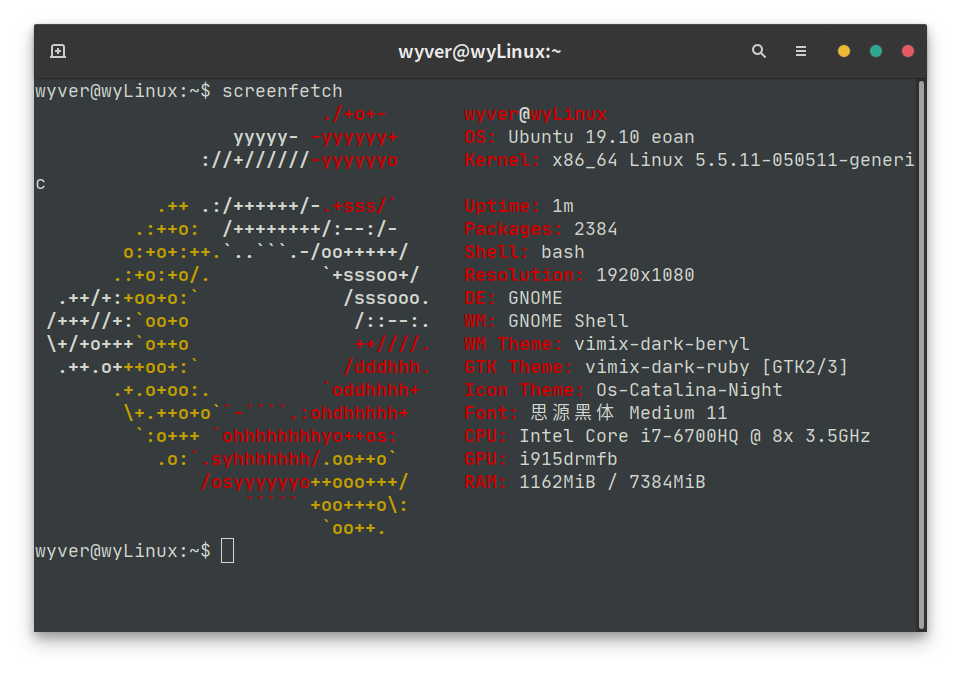 wyver@wyLinux:~
wyver@wyLinux:~$ screenfetch
                          ./+o+-       wyver@wyLinux
                  yyyyy- -yyyyyy+      OS: Ubuntu 19.10 eoan
               ://+//////-yyyyyyo      Kernel: x86_64 Linux 5.5.11-050511-generi
c
           .++ .:/++++++/-.+sss/`      Uptime: 1m
         .:++o:  /++++++++/:--:/-      Packages: 2384
        o:+o+:++.`..```.-/oo+++++/     Shell: bash
       .:+o:+o/.          `+sssoo+/    Resolution: 1920x1080
  .++/+:+oo+o:`             /sssooo.   DE: GNOME
 /+++//+:`oo+o               /::--:.   WM: GNOME Shell
 \+/+o+++`o++o               ++////.   WM Theme: vimix-dark-beryl
  .++.o+++oo+:`             /dddhhh.   GTK Theme: vimix-dark-ruby [GTK2/3]
       .+.o+oo:.          `oddhhhh+    Icon Theme: Os-Catalina-Night
        \+.++o+o``-````.:ohdhhhhh+     Font: 思源黑体 Medium 11
         `:o+++ `ohhhhhhhhyo++os:      CPU: Intel Core i7-6700HQ @ 8x 3.5GHz
           .o:`.syhhhhhhh/.oo++o`      GPU: i915drmfb
               /osyyyyyyo++ooo+++/     RAM: 1162MiB / 7384MiB
                   ````` +oo+++o\:
                          `oo++.
wyver@wyLinux:~$